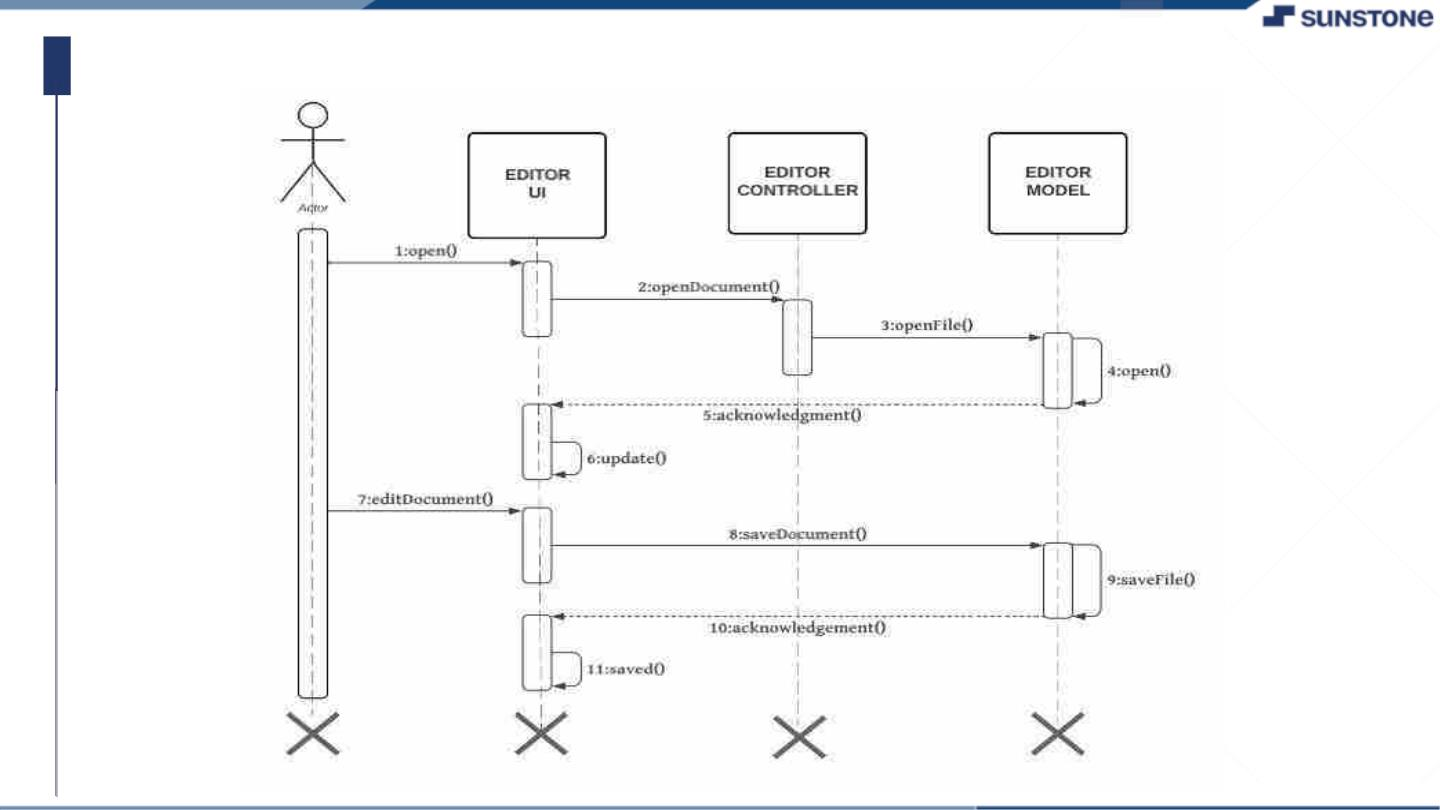 SUNSTONE
Actor
EDITOR
UI
EDITOR
CONTROLLER
EDITOR
MODEL
1:open()
2:openDocument()
3:openFile()
4:open()
5:acknowledgment()
6:update()
7:editDocument()
8:saveDocument()
9:saveFile()
10:acknowledgement()
11:saved()